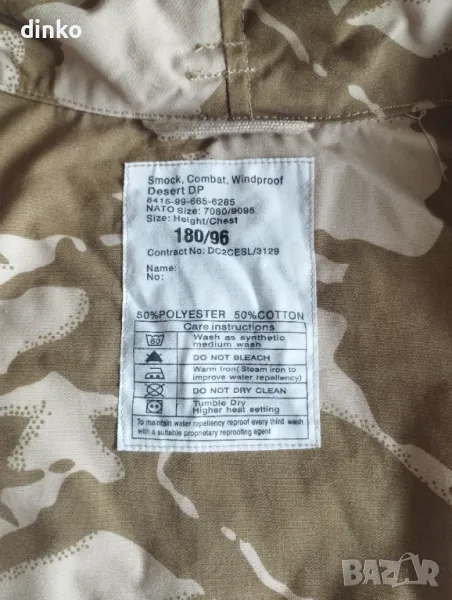 dinko
Smock, Combat, Windproof
Desert DP
8415-99-665-6285
NATO Size: 7080/9095
Size: Height/Chest
180/96
Contract No: DC2CESL/3129
Name:
No:
50%POLYESTER 50%COTTON
Care instructions
60
Wash as synthetic
medium wash
DO NOT BLEACH
Warm Iron( Steam iron to
improve water repellency)
DO NOT DRY CLEAN
Tumble Dry
Higher heat setting
To maintain water repellency reproof every third wash
with a suitable propnetary reproofing agent
BAZAR